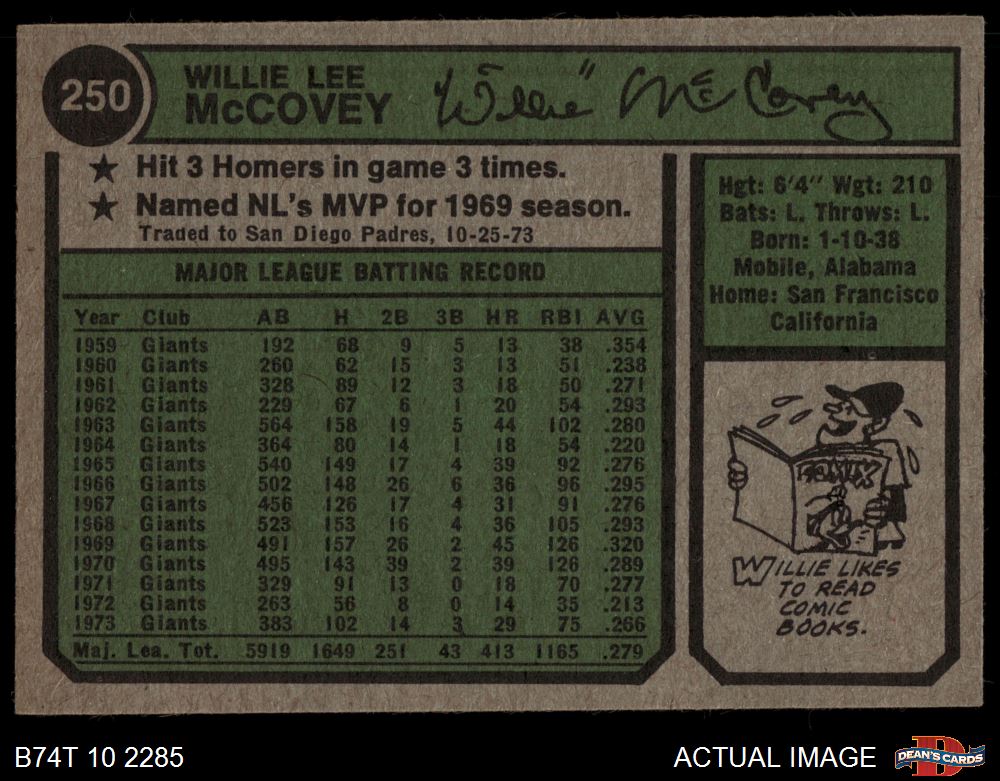 250
WILLIE LEE
McCOVEY
"Willie" McCovey
★ Hit 3 Homers in game 3 times.
★ Named NL's MVP for 1969 season.
Traded to San Diego Padres, 10-25-73
MAJOR LEAGUE BATTING RECORD
Year Club AB H 2B 3B HR RBI AVG
1959 Giants 192 68 9 5 13 38 .354
1960 Giants 260 62 15 3 13 51 .238
1961 Giants 328 89 12 3 18 50 .271
1962 Giants 229 67 6 1 20 54 .293
1963 Giants 564 158 19 5 44 102 .280
1964 Giants 364 80 14 1 18 54 .220
1965 Giants 540 149 17 4 39 92 .276
1966 Giants 502 148 26 6 36 96 .295
1967 Giants 456 126 17 4 31 91 .276
1968 Giants 523 153 16 4 36 105 .293
1969 Giants 491 157 26 2 45 126 .320
1970 Giants 495 143 39 2 39 126 .289
1971 Giants 329 91 13 0 18 70 .277
1972 Giants 263 56 8 0 14 35 .213
1973 Giants 383 102 14 3 29 75 .266
Maj. Lea. Tot. 5919 1649 251 43 413 1165 .279
Hgt: 6'4" Wgt: 210
Bats: L. Throws: L.
Born: 1-10-38
Mobile, Alabama
Home: San Francisco
California
WILLIE LIKES
TO READ
COMIC
BOOKS.
B74T 10 2285
ACTUAL IMAGE
D
DEAN'S CARDS